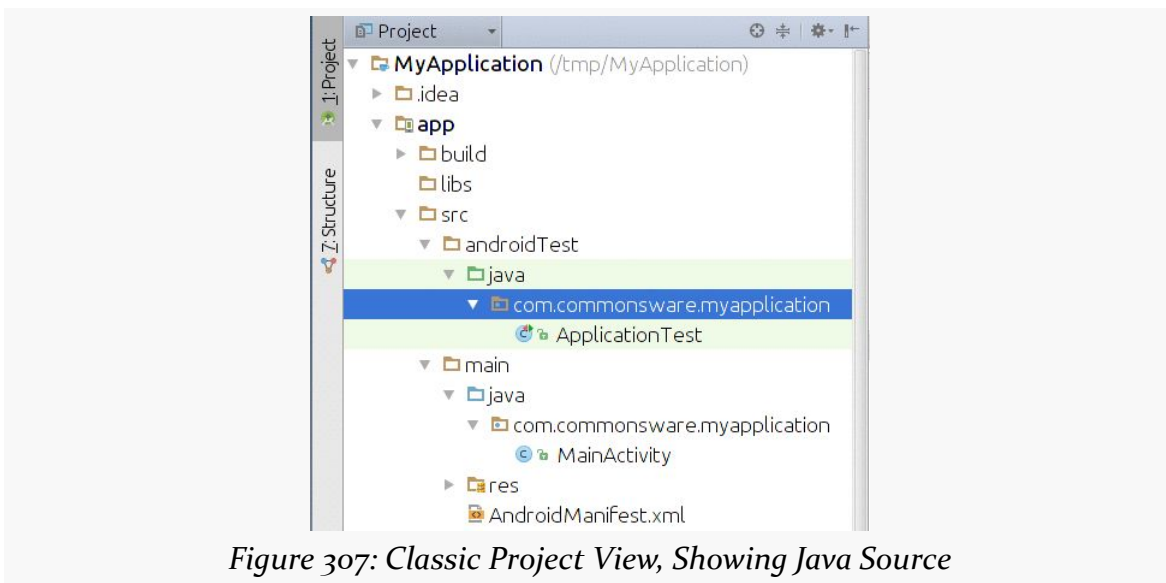 Project
1: Project
7: Structure
MyApplication (/tmp/MyApplication)
.idea
app
build
libs
src
androidTest
java
com.commonsware.myapplication
ApplicationTest
main
java
com.commonsware.myapplication
MainActivity
res
AndroidManifest.xml
Figure 307: Classic Project View, Showing Java Source